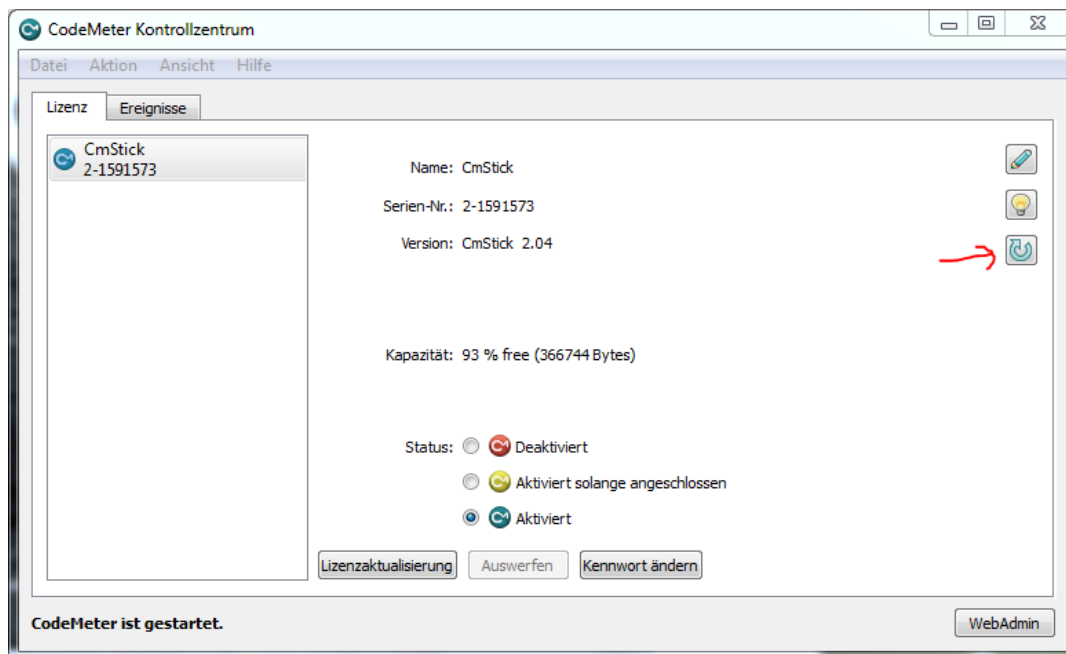 CodeMeter Kontrollzentrum
Datei Aktion Ansicht Hilfe
Lizenz Ereignisse
CmStick
2-1591573
Name: CmStick
Serien-Nr.: 2-1591573
Version: CmStick 2.04
Kapazität: 93 % free (366744 Bytes)
Status: Deaktiviert
Aktiviert solange angeschlossen
Aktiviert
Lizenzaktualisierung Auswerfen Kennwort ändern
CodeMeter ist gestartet. WebAdmin